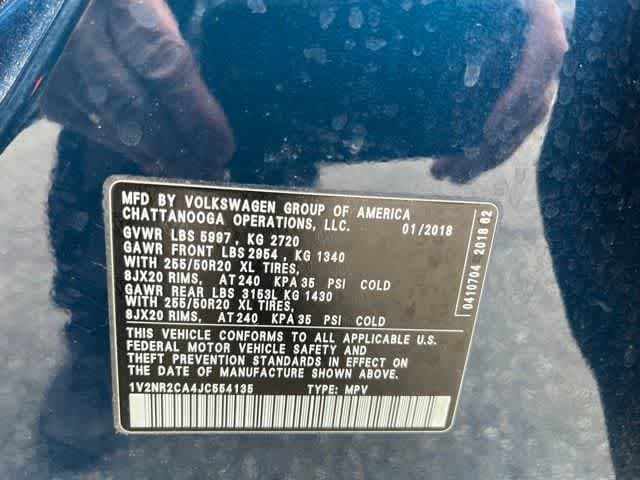 MFD BY VOLKSWAGEN GROUP OF AMERICA
CHATTANOOGA OPERATIONS, LLC. 01/2018
GVWR LBS 5997 , KG 2720
GAWR FRONT LBS 2954 , KG 1340
WITH 255/50R20 XL TIRES,
8JX20 RIMS, AT 240 KPA 35 PSI COLD
GAWR REAR LBS 3153L KG 1430
WITH 255/50R20 XL TIRES,
8JX20 RIMS, AT 240 KPA 35 PSI COLD
THIS VEHICLE CONFORMS TO ALL APPLICABLE U.S.
FEDERAL MOTOR VEHICLE SAFETY AND
THEFT PREVENTION STANDARDS IN EFFECT ON
THE DATE OF MANUFACTURE SHOWN ABOVE.
1V2NR2CA4JC554135 TYPE: MPV
0410704 2018 62